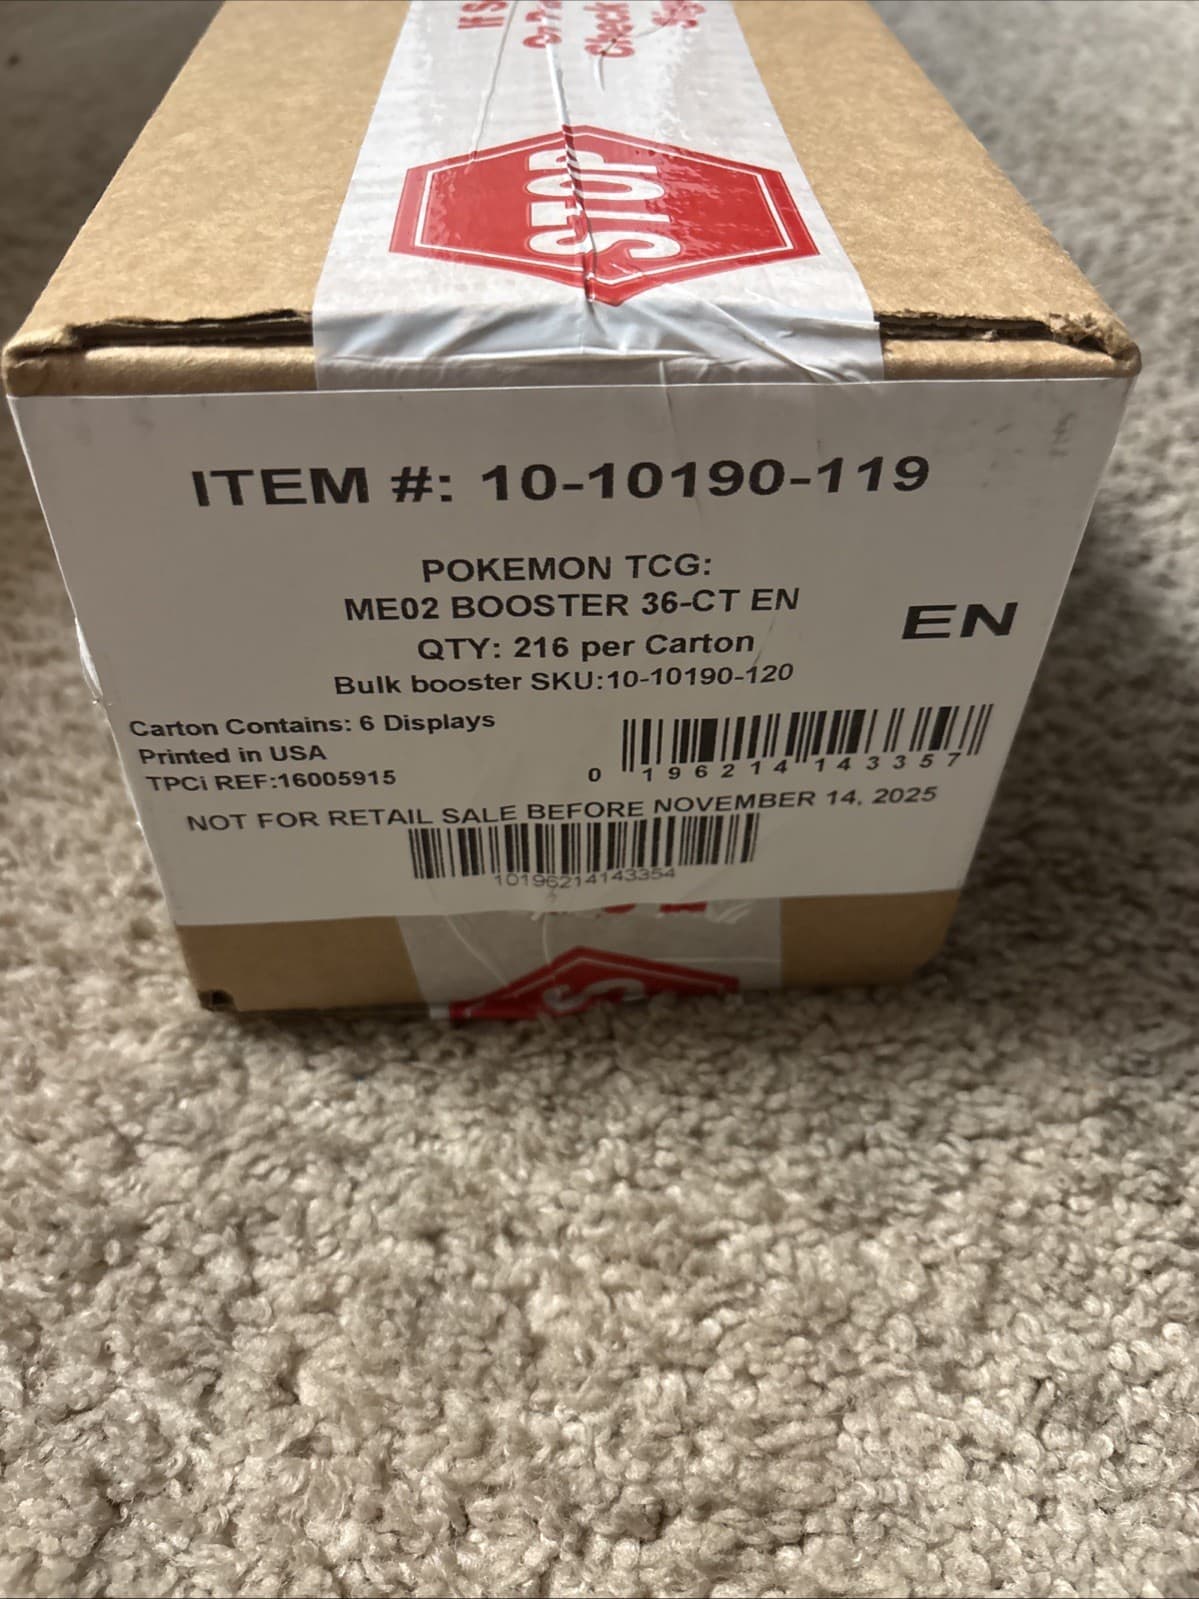 If S
Check
STOP
ITEM #: 10-10190-119
POKEMON TCG:
ME02 BOOSTER 36-CT EN
QTY: 216 per Carton
Bulk booster SKU:10-10190-120
EN
Carton Contains: 6 Displays
Printed in USA
TPCi REF:16005915
0 196214 143357
NOT FOR RETAIL SALE BEFORE NOVEMBER 14, 2025
10196214143354